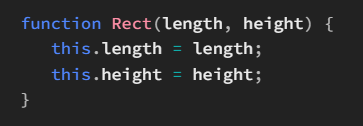 function Rect(length, height) {
   this.length = length;
   this.height = height;
}